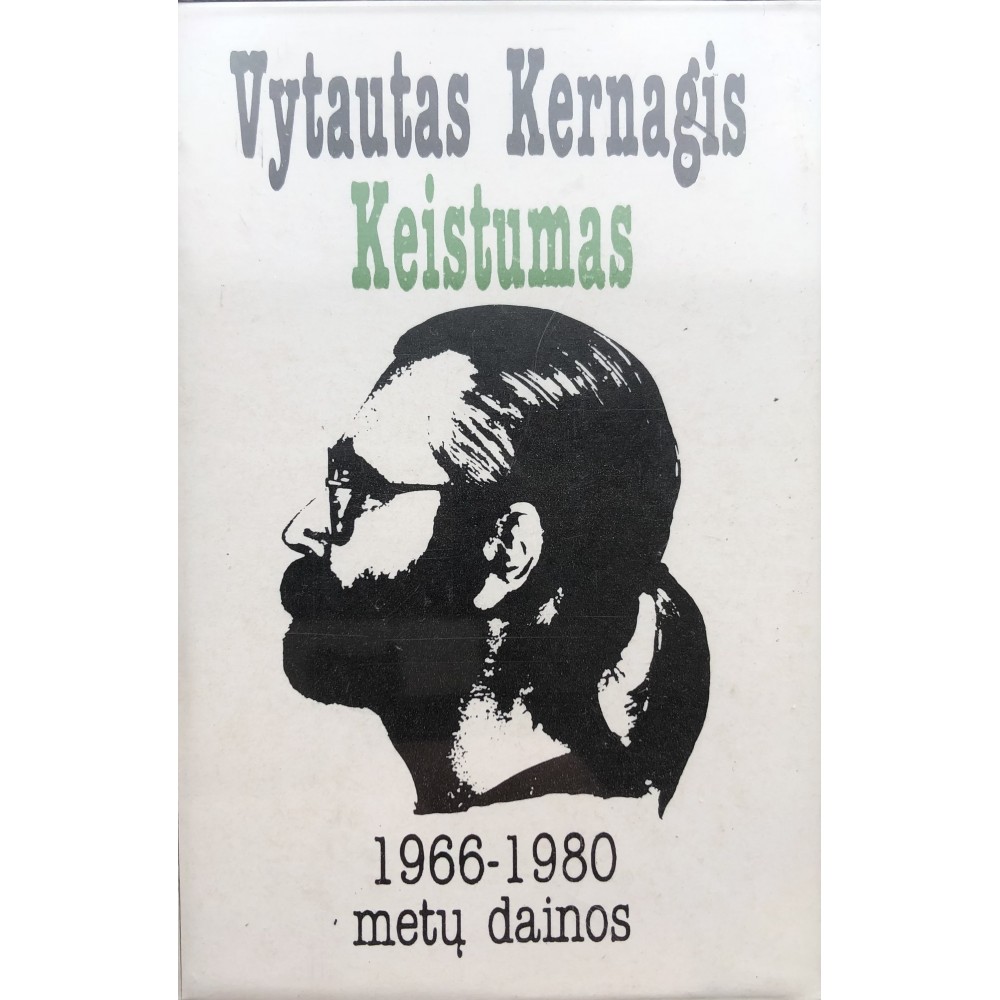 Vytautas Kernagis
Keistumas
1966-1980
metų dainos